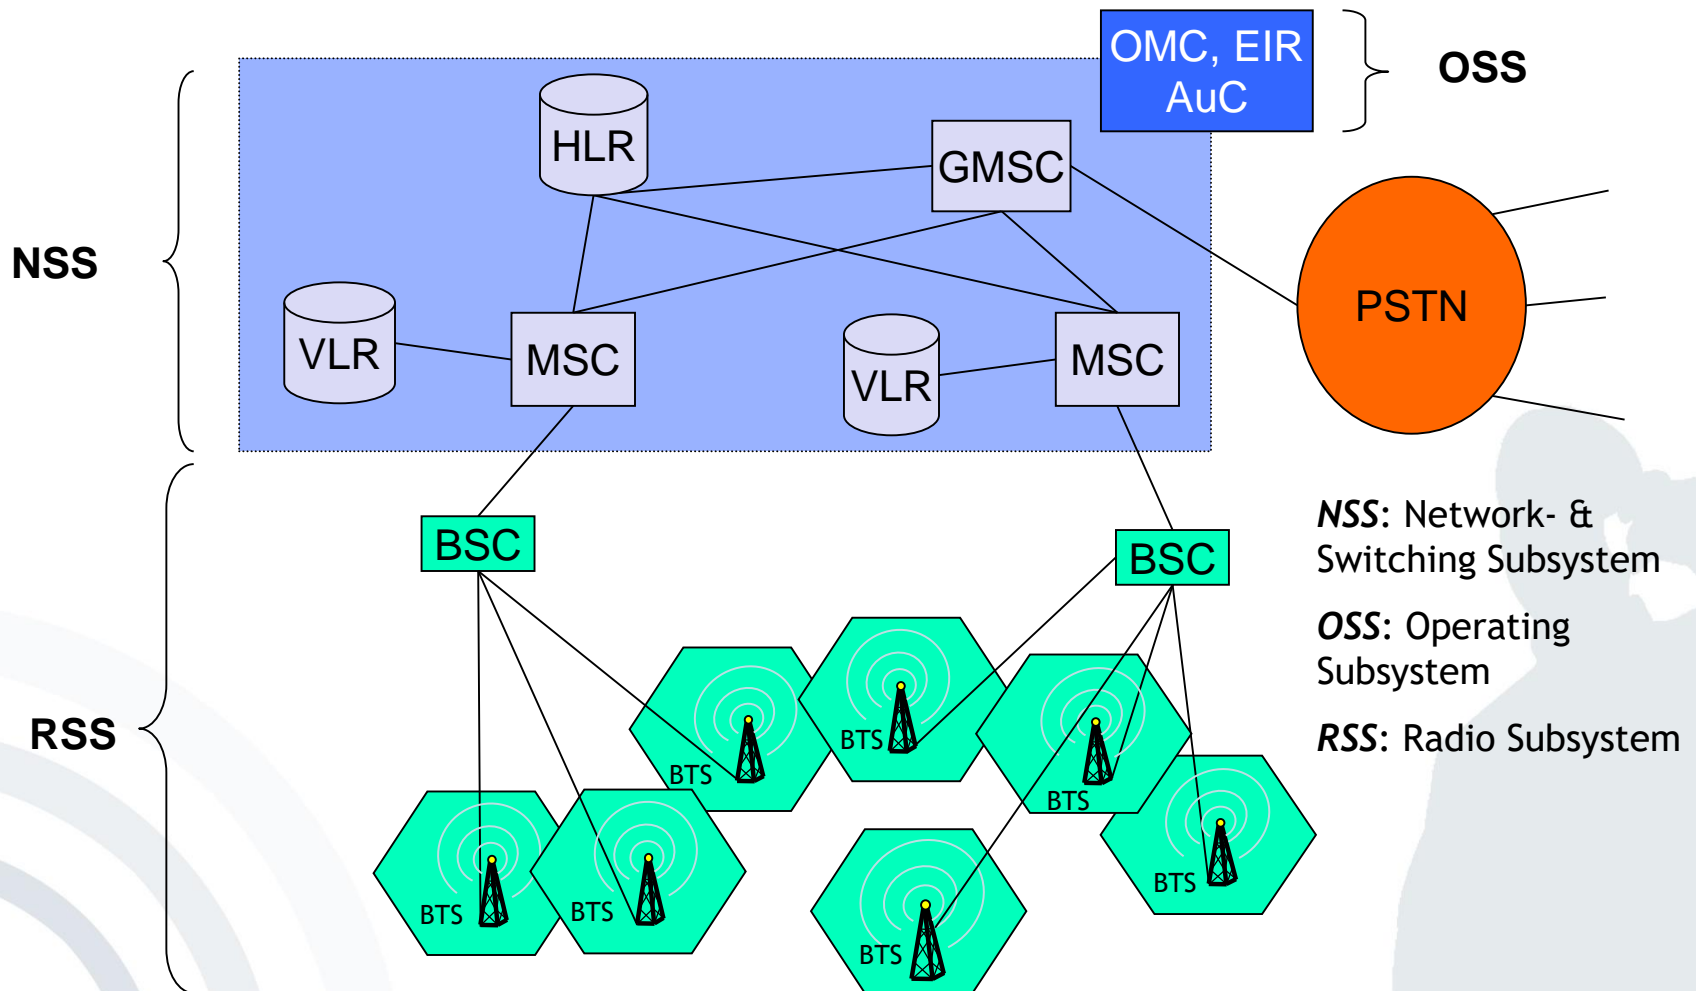 OMC, EIR
AuC
OSS
HLR
GMSC
NSS
PSTN
VLR
MSC
VLR
MSC
BSC
BSC
NSS: Network- &
Switching Subsystem
OSS: Operating
Subsystem
RSS: Radio Subsystem
RSS
BTS
BTS
BTS
BTS
BTS
BTS
BTS